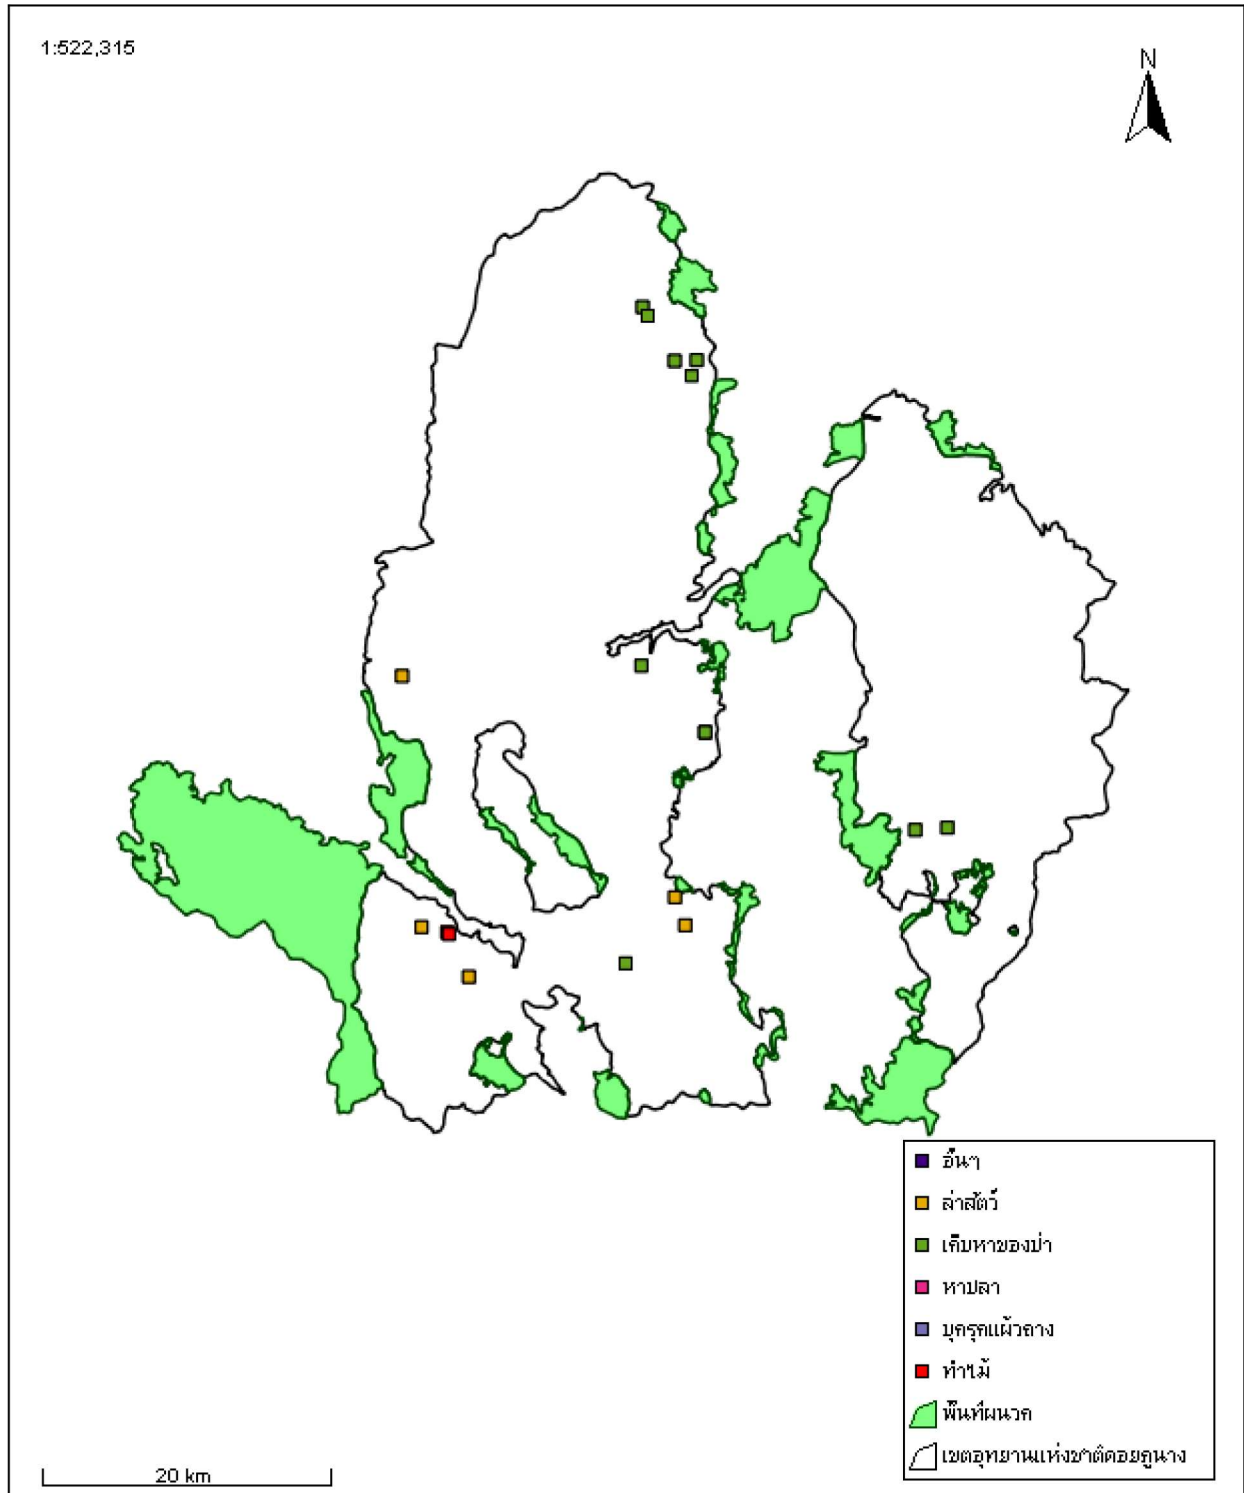 1:522,315
N
อื่นๆ
ล่าสัตว์
เก็บหาของป่า
หาปลา
บุกรุกแผ้วถาง
ทำไม้
พื้นที่ผนวก
เขตอุทยานแห่งชาติดอยภูนาง
20 km